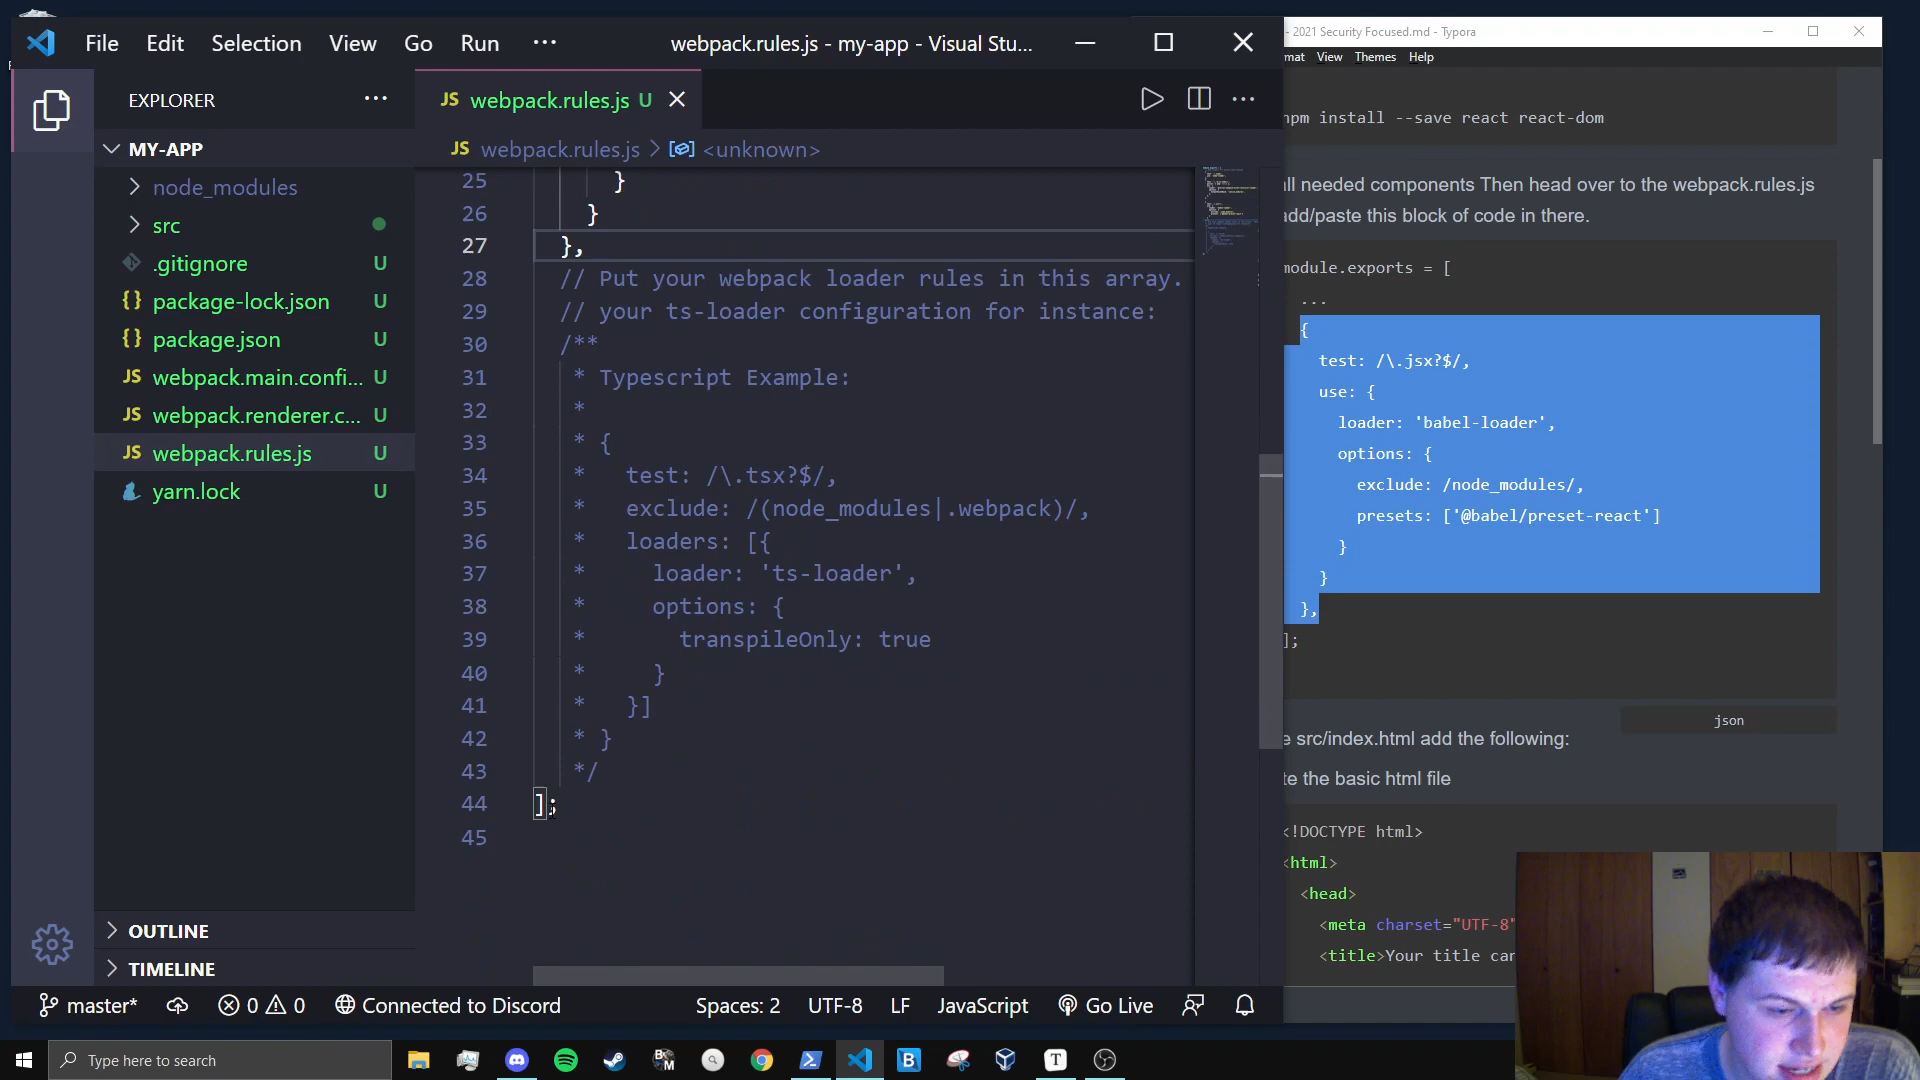 File Edit Selection View Go Run ···
webpack.rules.js - my-app - Visual Stu...
EXPLORER
MY-APP
node_modules
src
.gitignore U
package-lock.json U
package.json U
webpack.main.confi... U
webpack.renderer.c... U
webpack.rules.js U
yarn.lock U
OUTLINE
TIMELINE
JS webpack.rules.js U
JS webpack.rules.js > <unknown>
25 }
26 }
27 },
28 // Put your webpack loader rules in this array.
29 // your ts-loader configuration for instance:
30 /**
31 * Typescript Example:
32 *
33 * {
34 * test: /\.tsx?$/,
35 * exclude: /(node_modules|.webpack)/,
36 * loaders: [{
37 * loader: 'ts-loader',
38 * options: {
39 * transpileOnly: true
40 * }
41 * }]
42 * }
43 */
44 ];
45
master* 0 0 Connected to Discord Spaces: 2 UTF-8 LF JavaScript Go Live
- 2021 Security Focused.md - Typora
mat View Themes Help
npm install --save react react-dom
ll needed components Then head over to the webpack.rules.js
add/paste this block of code in there.
module.exports = [
...
{
test: /\.jsx?$/,
use: {
loader: 'babel-loader',
options: {
exclude: /node_modules/,
presets: ['@babel/preset-react']
}
}
},
];
json
e src/index.html add the following:
te the basic html file
<!DOCTYPE html>
<html>
<head>
<meta charset="UTF-8"
<title>Your title can
Type here to search